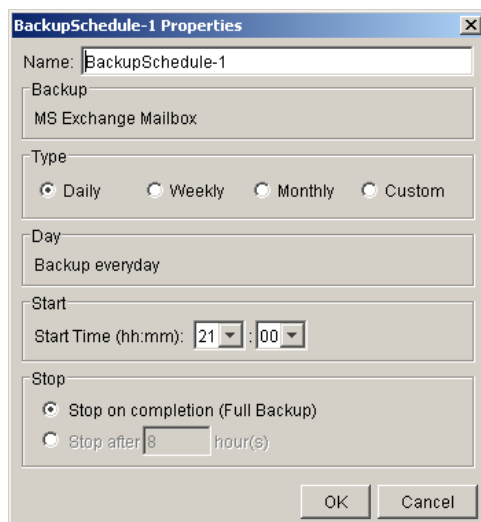 BackupSchedule-1 Properties
Name: BackupSchedule-1
Backup
MS Exchange Mailbox
Type
Daily Weekly Monthly Custom
Day
Backup everyday
Start
Start Time (hh:mm): 21 : 00
Stop
Stop on completion (Full Backup)
Stop after 8 hour(s)
OK Cancel